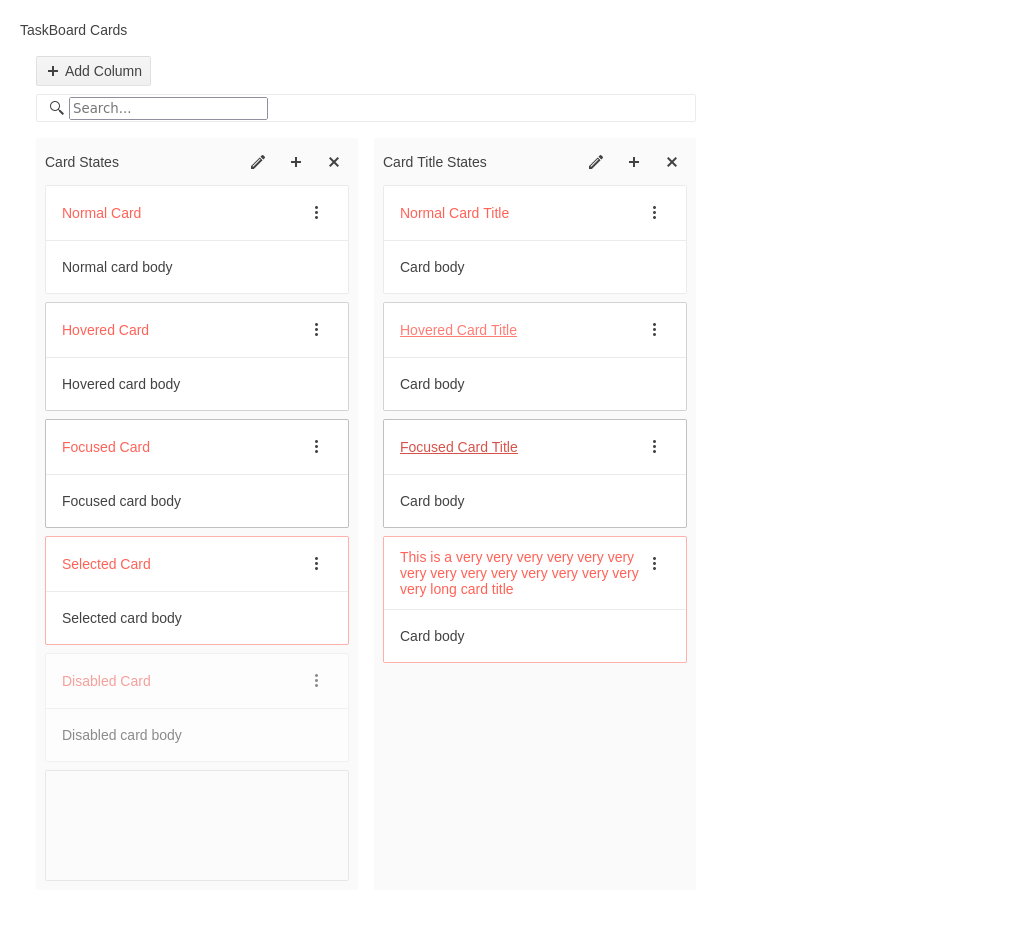 TaskBoard Cards
Add Column
Search...
Card States
Normal Card
Normal card body
Hovered Card
Hovered card body
Focused Card
Focused card body
Selected Card
Selected card body
Disabled Card
Disabled card body
Card Title States
Normal Card Title
Card body
Hovered Card Title
Card body
Focused Card Title
Card body
This is a very very very very very very
very very very very very very very very
very long card title
Card body